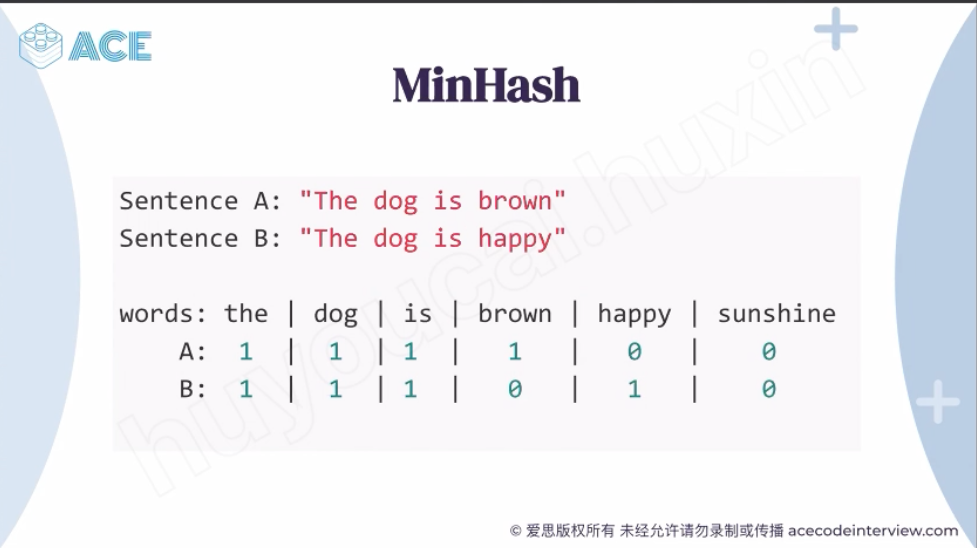 ACE
MinHash
Sentence A: "The dog is brown"
Sentence B: "The dog is happy"
words: the | dog | is | brown | happy | sunshine
A: 1 | 1 | 1 | 1 | 0 | 0
B: 1 | 1 | 1 | 0 | 1 | 0
huyoucai.huxin
© 爱思版权所有 未经允许请勿录制或传播 acecodeinterview.com